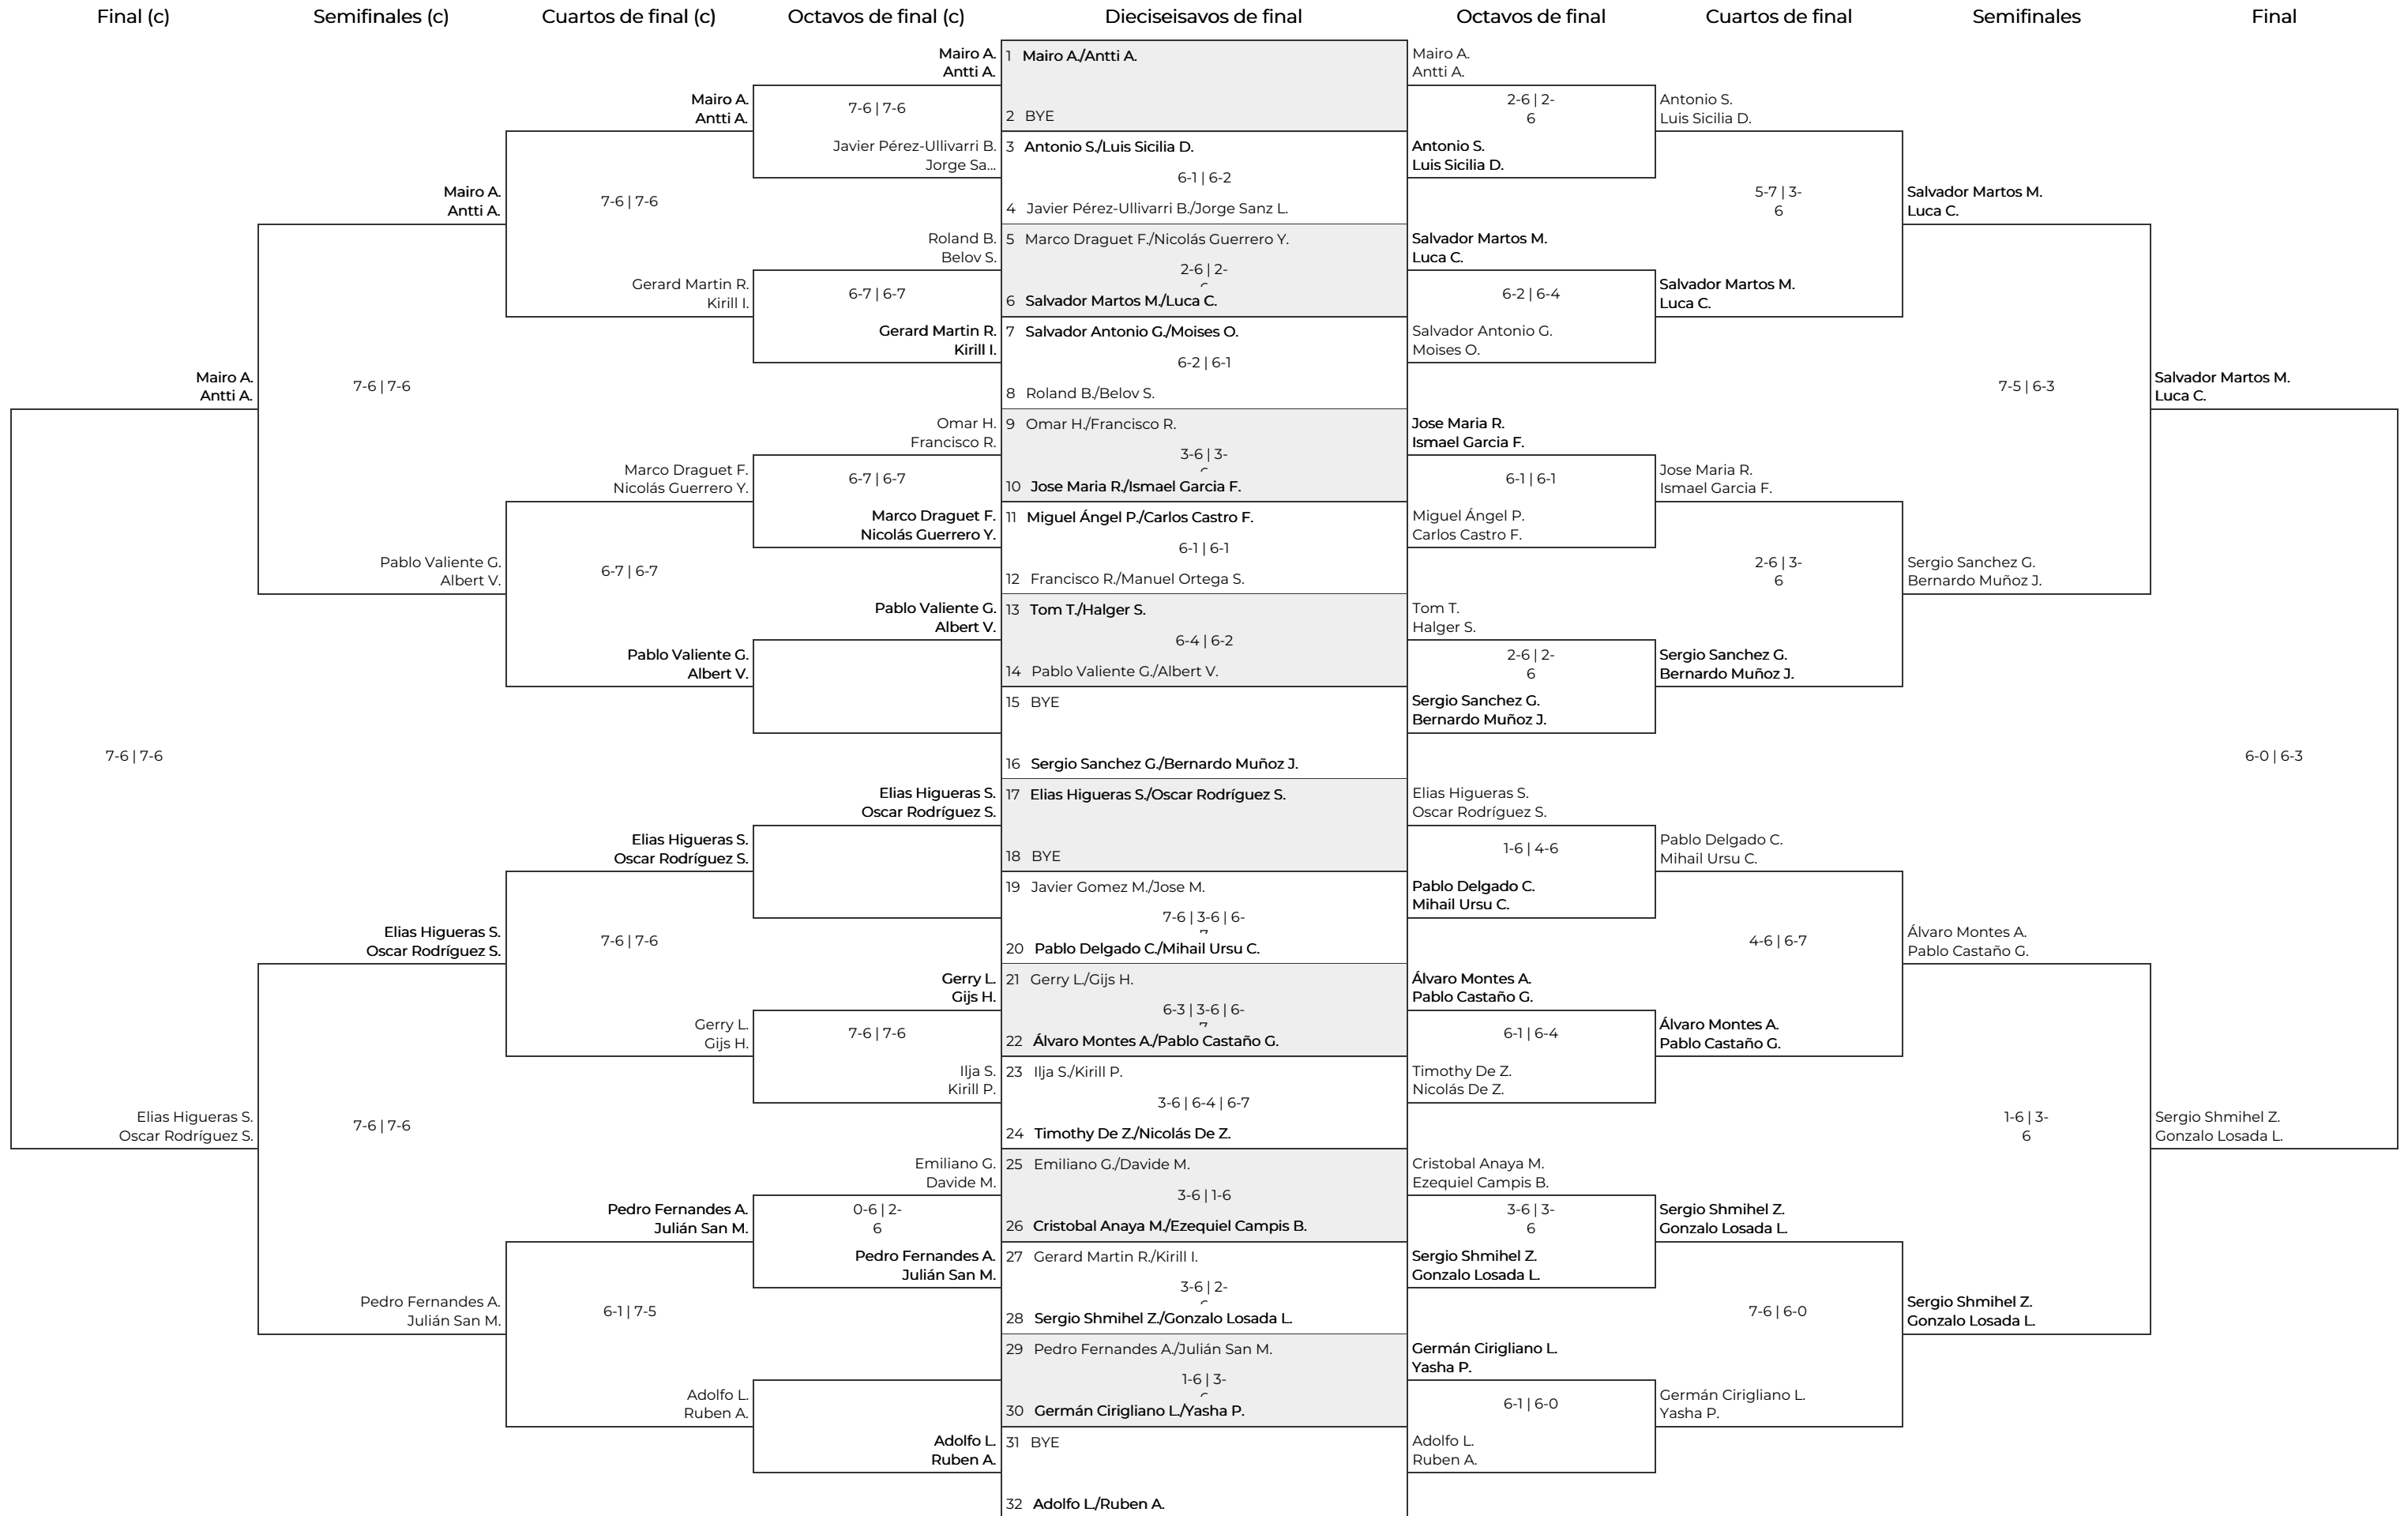 Final (c)
Semifinales (c)
Cuartos de final (c)
Octavos de final (c)
Dieciseisavos de final
Octavos de final
Cuartos de final
Semifinales
Final
Mairo A.
Antti A.
7-6 | 7-6
Elias Higueras S.
Oscar Rodríguez S.
Mairo A.
Antti A.
7-6 | 7-6
Pablo Valiente G.
Albert V.
Elias Higueras S.
Oscar Rodríguez S.
7-6 | 7-6
Pedro Fernandes A.
Julián San M.
Mairo A.
Antti A.
7-6 | 7-6
Gerard Martin R.
Kirill I.
Marco Draguet F.
Nicolás Guerrero Y.
6-7 | 6-7
Pablo Valiente G.
Albert V.
Elias Higueras S.
Oscar Rodríguez S.
7-6 | 7-6
Gerry L.
Gijs H.
Pedro Fernandes A.
Julián San M.
6-1 | 7-5
Adolfo L.
Ruben A.
Mairo A.
Antti A.
7-6 | 7-6
Javier Pérez-Ullivarri B.
Jorge Sa...
Roland B.
Belov S.
6-7 | 6-7
Gerard Martin R.
Kirill I.
Omar H.
Francisco R.
6-7 | 6-7
Marco Draguet F.
Nicolás Guerrero Y.
Pablo Valiente G.
Albert V.
Elias Higueras S.
Oscar Rodríguez S.
Gerry L.
Gijs H.
7-6 | 7-6
Ilja S.
Kirill P.
Emiliano G.
Davide M.
0-6 | 2-
6
Pedro Fernandes A.
Julián San M.
Adolfo L.
Ruben A.
1 Mairo A./Antti A.
2 BYE
3 Antonio S./Luis Sicilia D.
6-1 | 6-2
4 Javier Pérez-Ullivarri B./Jorge Sanz L.
5 Marco Draguet F./Nicolás Guerrero Y.
2-6 | 2-
6 Salvador Martos M./Luca C.
7 Salvador Antonio G./Moises O.
6-2 | 6-1
8 Roland B./Belov S.
9 Omar H./Francisco R.
3-6 | 3-
10 Jose Maria R./Ismael Garcia F.
11 Miguel Ángel P./Carlos Castro F.
6-1 | 6-1
12 Francisco R./Manuel Ortega S.
13 Tom T./Halger S.
6-4 | 6-2
14 Pablo Valiente G./Albert V.
15 BYE
16 Sergio Sanchez G./Bernardo Muñoz J.
17 Elias Higueras S./Oscar Rodríguez S.
18 BYE
19 Javier Gomez M./Jose M.
7-6 | 3-6 | 6-
20 Pablo Delgado C./Mihail Ursu C.
21 Gerry L./Gijs H.
6-3 | 3-6 | 6-
22 Álvaro Montes A./Pablo Castaño G.
23 Ilja S./Kirill P.
3-6 | 6-4 | 6-7
24 Timothy De Z./Nicolás De Z.
25 Emiliano G./Davide M.
3-6 | 1-6
26 Cristobal Anaya M./Ezequiel Campis B.
27 Gerard Martin R./Kirill I.
3-6 | 2-
28 Sergio Shmihel Z./Gonzalo Losada L.
29 Pedro Fernandes A./Julián San M.
1-6 | 3-
30 Germán Cirigliano L./Yasha P.
31 BYE
32 Adolfo L./Ruben A.
Mairo A.
Antti A.
2-6 | 2-
6
Antonio S.
Luis Sicilia D.
Salvador Martos M.
Luca C.
6-2 | 6-4
Salvador Antonio G.
Moises O.
Jose Maria R.
Ismael Garcia F.
6-1 | 6-1
Miguel Ángel P.
Carlos Castro F.
Tom T.
Halger S.
2-6 | 2-
6
Sergio Sanchez G.
Bernardo Muñoz J.
Elias Higueras S.
Oscar Rodríguez S.
1-6 | 4-6
Pablo Delgado C.
Mihail Ursu C.
Álvaro Montes A.
Pablo Castaño G.
6-1 | 6-4
Timothy De Z.
Nicolás De Z.
Cristobal Anaya M.
Ezequiel Campis B.
3-6 | 3-
6
Sergio Shmihel Z.
Gonzalo Losada L.
Germán Cirigliano L.
Yasha P.
6-1 | 6-0
Adolfo L.
Ruben A.
Antonio S.
Luis Sicilia D.
5-7 | 3-
6
Salvador Martos M.
Luca C.
Jose Maria R.
Ismael Garcia F.
2-6 | 3-
6
Sergio Sanchez G.
Bernardo Muñoz J.
Pablo Delgado C.
Mihail Ursu C.
4-6 | 6-7
Álvaro Montes A.
Pablo Castaño G.
Sergio Shmihel Z.
Gonzalo Losada L.
7-6 | 6-0
Germán Cirigliano L.
Yasha P.
Salvador Martos M.
Luca C.
7-5 | 6-3
Sergio Sanchez G.
Bernardo Muñoz J.
Álvaro Montes A.
Pablo Castaño G.
1-6 | 3-
6
Sergio Shmihel Z.
Gonzalo Losada L.
Salvador Martos M.
Luca C.
6-0 | 6-3
Sergio Shmihel Z.
Gonzalo Losada L.